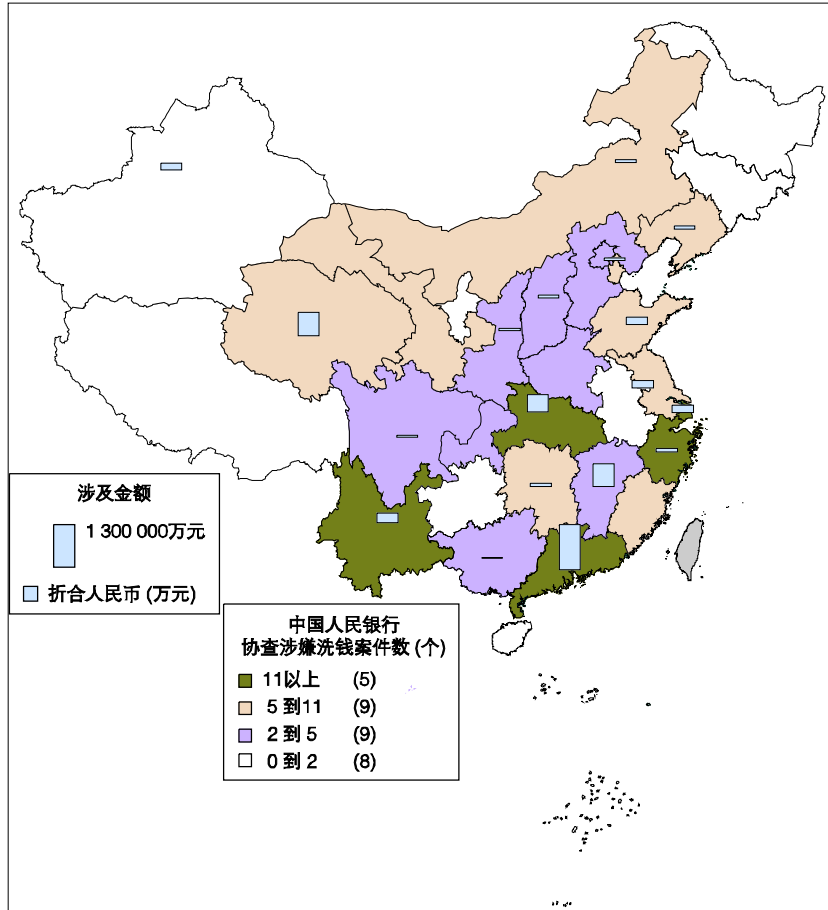 涉及金额
1 300 000万元
折合人民币 (万元)
中国人民银行
协查涉嫌洗钱案件数 (个)
11以上 (5)
5 到11 (9)
2 到 5 (9)
0 到 2 (8)